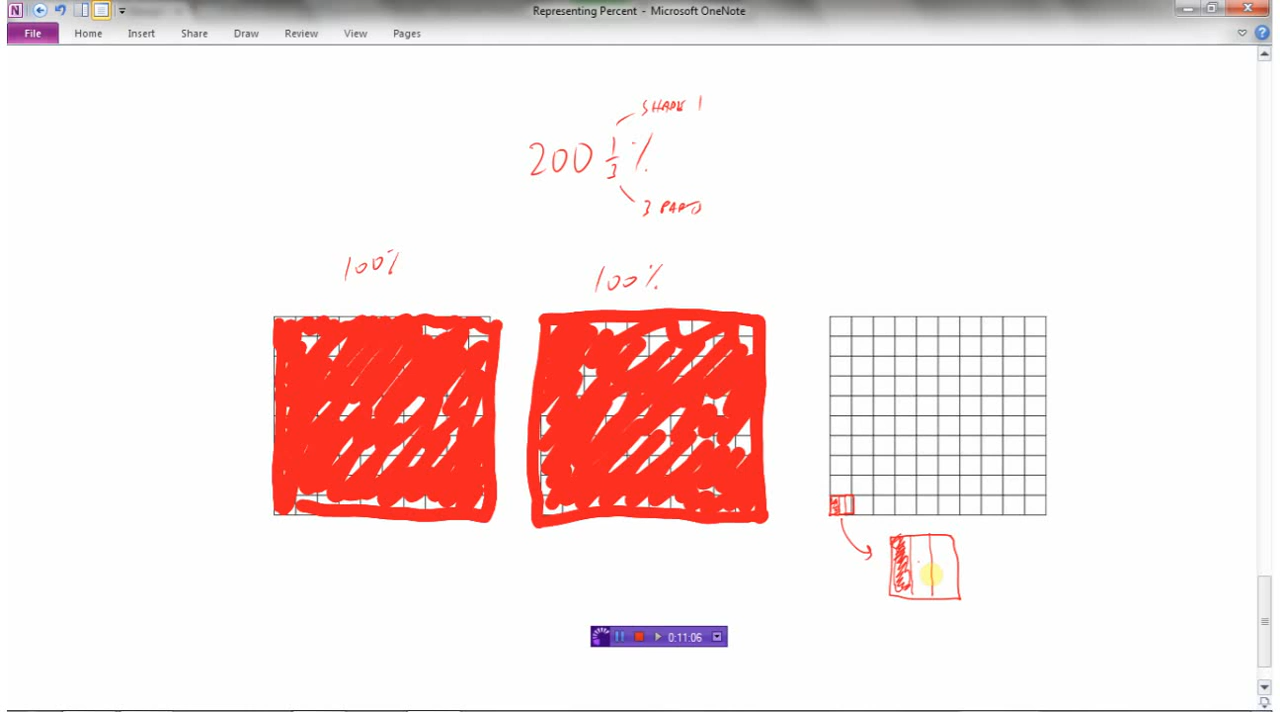 Representing Percent - Microsoft OneNote
File Home Insert Share Draw Review View Pages
SHADE 1
200 1/3 %
3 PARTS
100%
100%
0:11:06